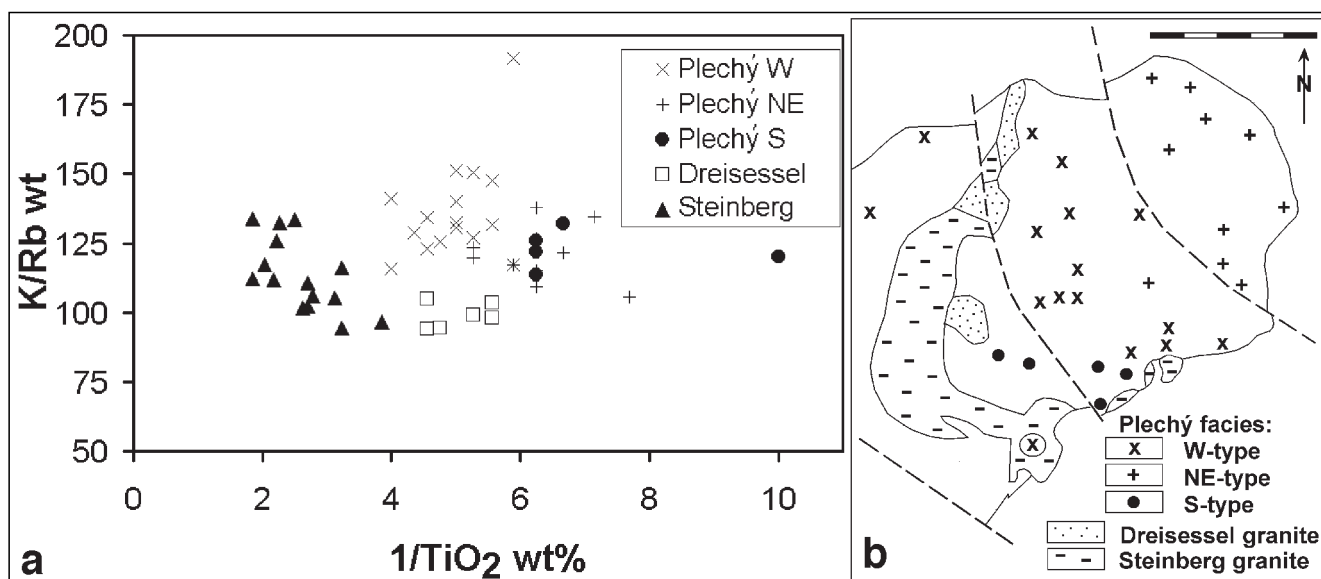 200
175
150
125
100
75
50
K/Rb wt
0
2
4
6
8
10
1/TiO2 wt%
Plechý W
Plechý NE
Plechý S
Dreisessel
Steinberg
a
N
Plechý facies:
W-type
NE-type
S-type
Dreisessel granite
Steinberg granite
b